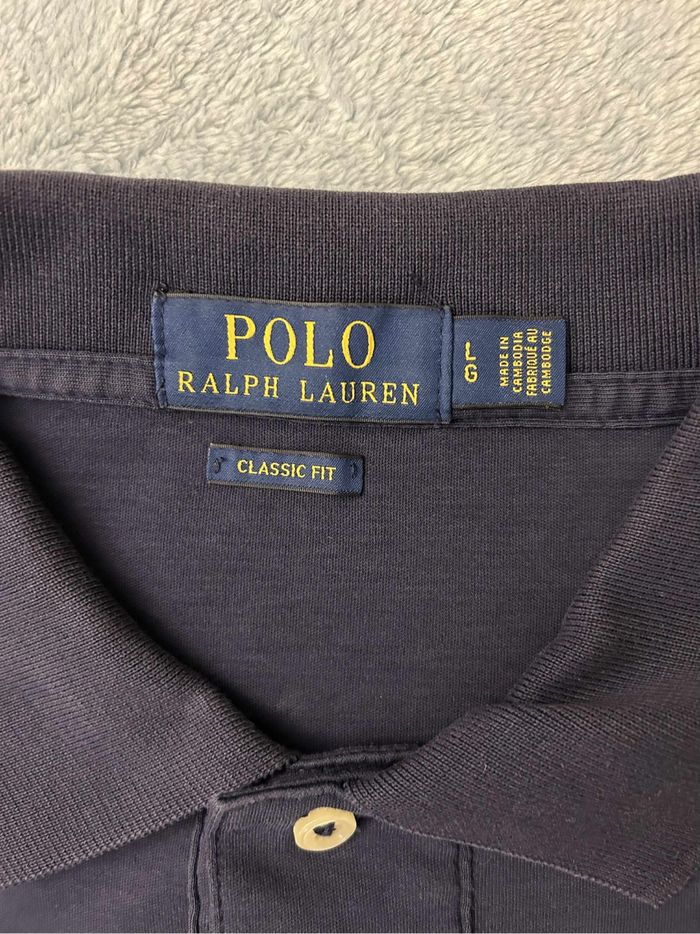 POLO
RALPH LAUREN
LG
MADE IN
CAMBODIA
FABRIQUÉ AU
CAMBODGE
CLASSIC FIT